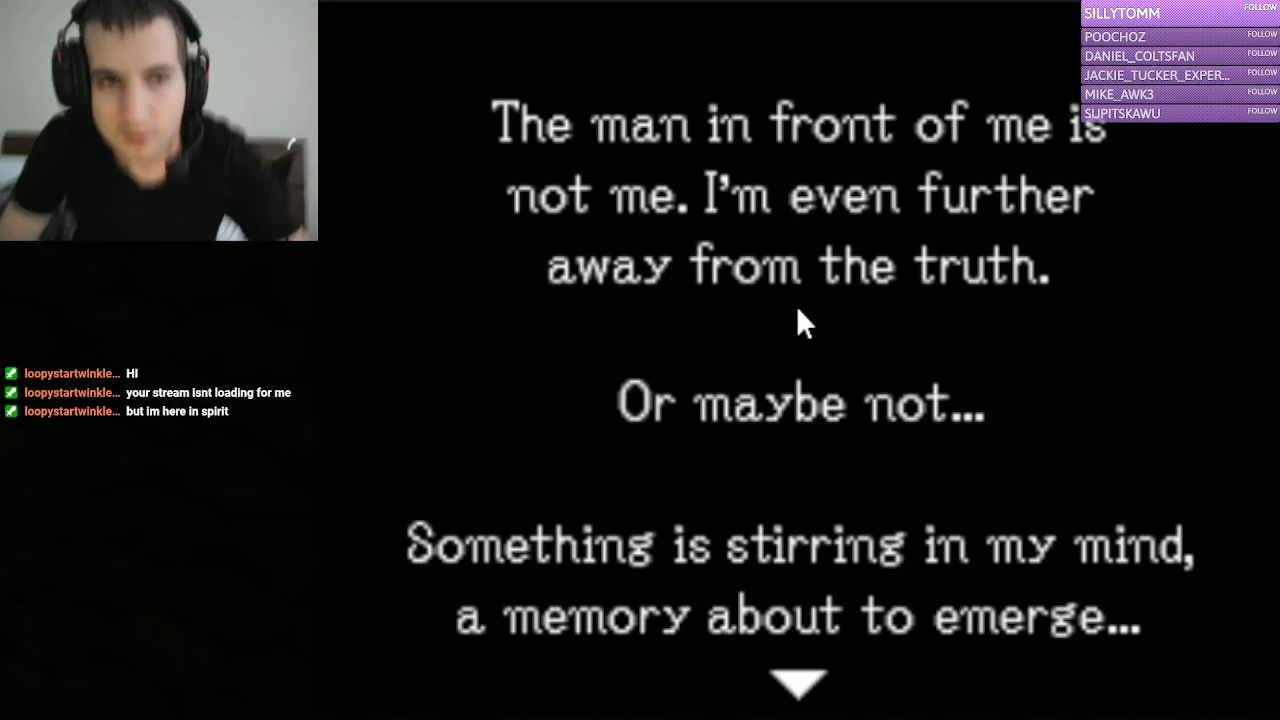 SILLYTOMM FOLLOW
POOCHOZ FOLLOW
DANIEL_COLTSFAN FOLLOW
JACKIE_TUCKER_EXPER... FOLLOW
MIKE_AWK3 FOLLOW
SUPITSKAWU FOLLOW
The man in front of me is
not me. I'm even further
away from the truth.
Or maybe not...
Something is stirring in my mind,
a memory about to emerge...
loopystartwinkle... HI
loopystartwinkle... your stream isnt loading for me
loopystartwinkle... but im here in spirit